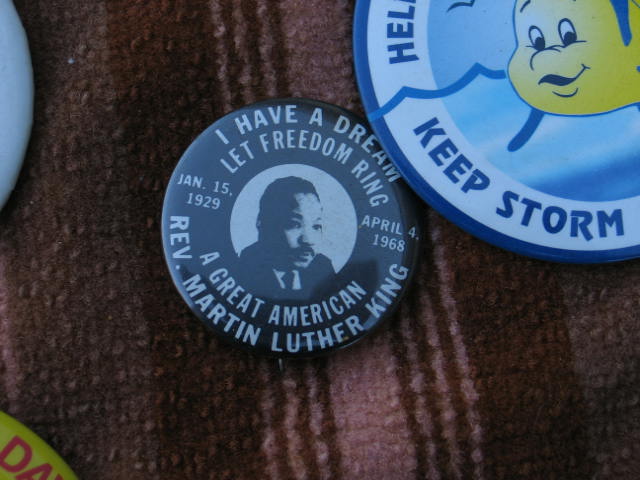 I HAVE A DREAM
LET FREEDOM RING
JAN. 15,
1929
APRIL 4,
1968
A GREAT AMERICAN
REV. MARTIN LUTHER KING
KEEP STORM